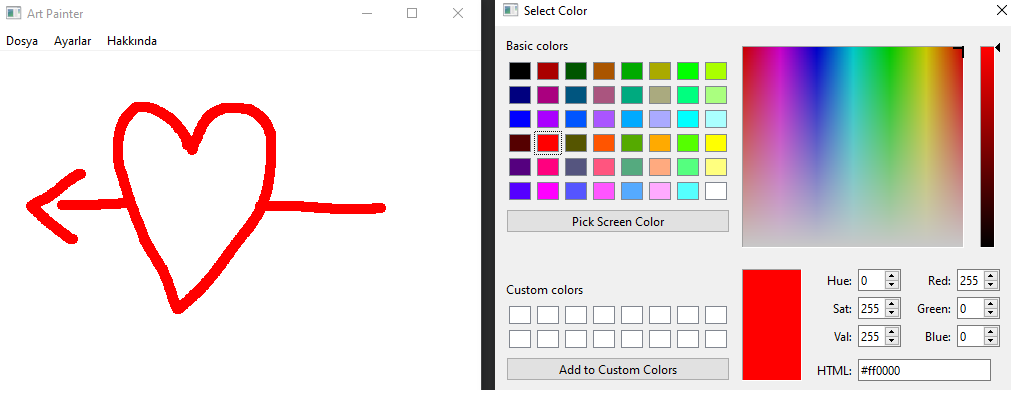 Art Painter
Dosya Ayarlar Hakkında
Select Color
Basic colors
Pick Screen Color
Custom colors
Add to Custom Colors
Hue: 0 Red: 255
Sat: 255 Green: 0
Val: 255 Blue: 0
HTML: #ff0000